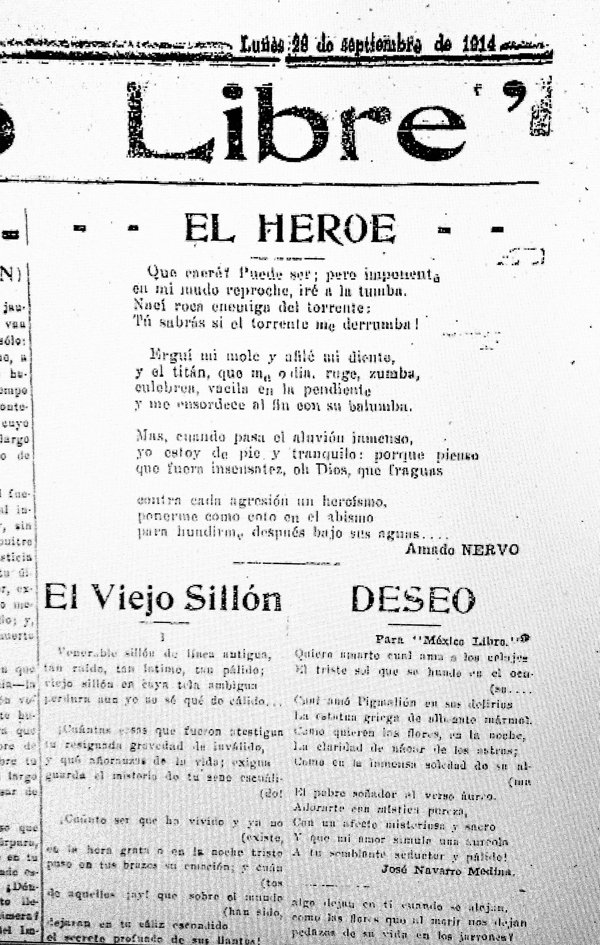 Lunes 28 de septiembre de 1914
Libre"
EL HEROE
Que caeré? Puede ser; pero imponente
en mi mudo reproche, iré a la tumba.
Nací roca enemiga del torrente:
Tú sabrás si el torrente me derrumba!
Erguí mi mole y afilé mi diente,
y el titán, que me odia, ruge, zumba,
culebrea, vacila en la pendiente
y me ensordece al fin con su balumba.
Mas, cuando pasa el aluvión inmenso,
yo estoy de pie y tranquilo: porque pienso
que fuera insensatez, oh Dios, que fraguas
contra cada agresión un heroísmo,
ponerme como coto en el abismo
para hundirme después bajo sus aguas....
Amado NERVO
El Viejo Sillón
I
Venerable sillón de línea antigua,
tan raído, tan íntimo, tan pálido;
viejo sillón en cuya tela ambigua
perdura aun yo no sé qué de cálido...
¡Cuántas cosas que fueron atestigua
tu resignada gravedad de inválido,
y qué añoranzas de la vida; exigua
guarda el misterio de tu seno escuáli-
(do!
¡Cuánto ser que ha vivido y ya no
(existe,
en la hora grata o en la noche triste
puso en tus brazos su emoción; y cuán
(tos
de aquellos ¡ay! que sobre el mundo
(han sido,
dejaran en tu cáliz escondido
el secreto profundo de sus llantos!
DESEO
Para "México Libre."
Quiero amarte cual ama a los celajes
El triste sol que se hunde en el oca-
(so....
Cual amó Pigmalión en sus delirios
La estatua griega de albeante mármol.
Como quieren las flores, en la noche,
La claridad de nácar de los astros;
Como en la inmensa soledad de su al-
(ma
El pobre soñador al verso áureo.
Adorarte con mística pureza,
Con un afecto misterioso y sacro
Y que mi amor simule una aureola
A tu semblante seductor y pálido!
José Navarro Medina.
algo dejan en ti cuando se alejan,
como las flores que al morir nos dejan
pedazos de su vida en los jarrones!